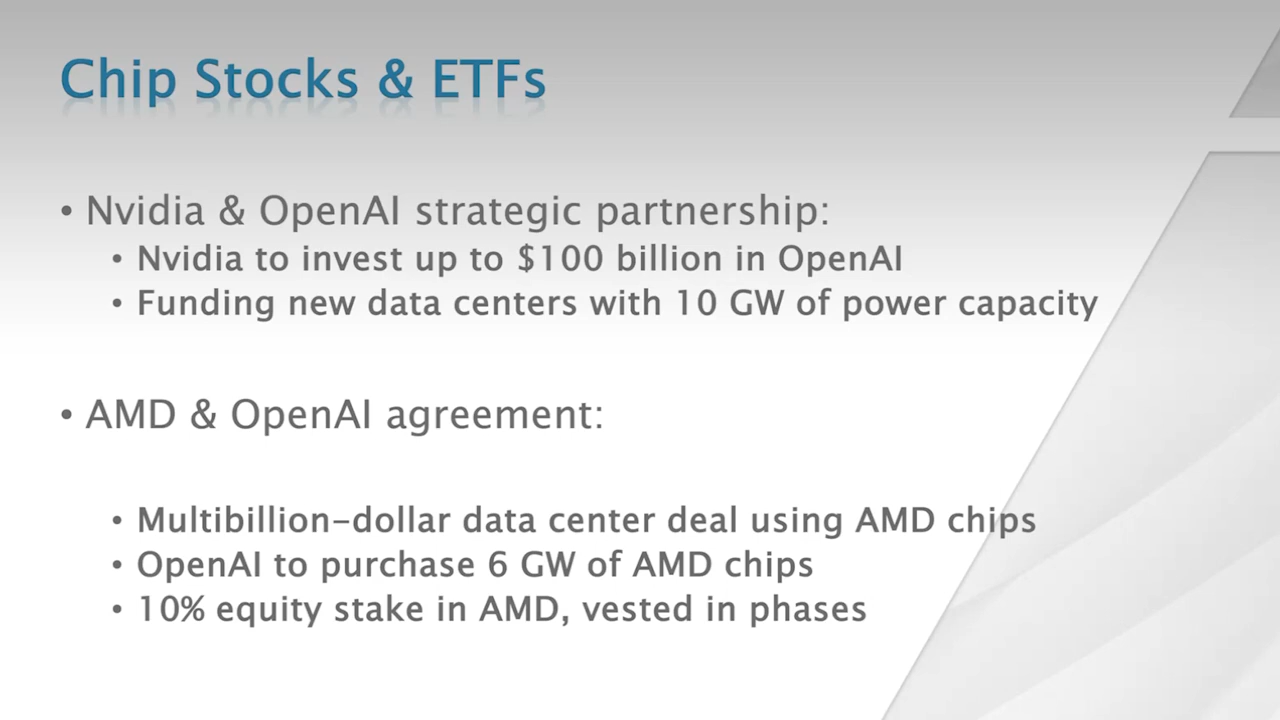 Chip Stocks & ETFs
• Nvidia & OpenAI strategic partnership:
• Nvidia to invest up to $100 billion in OpenAI
• Funding new data centers with 10 GW of power capacity
• AMD & OpenAI agreement:
• Multibillion-dollar data center deal using AMD chips
• OpenAI to purchase 6 GW of AMD chips
• 10% equity stake in AMD, vested in phases